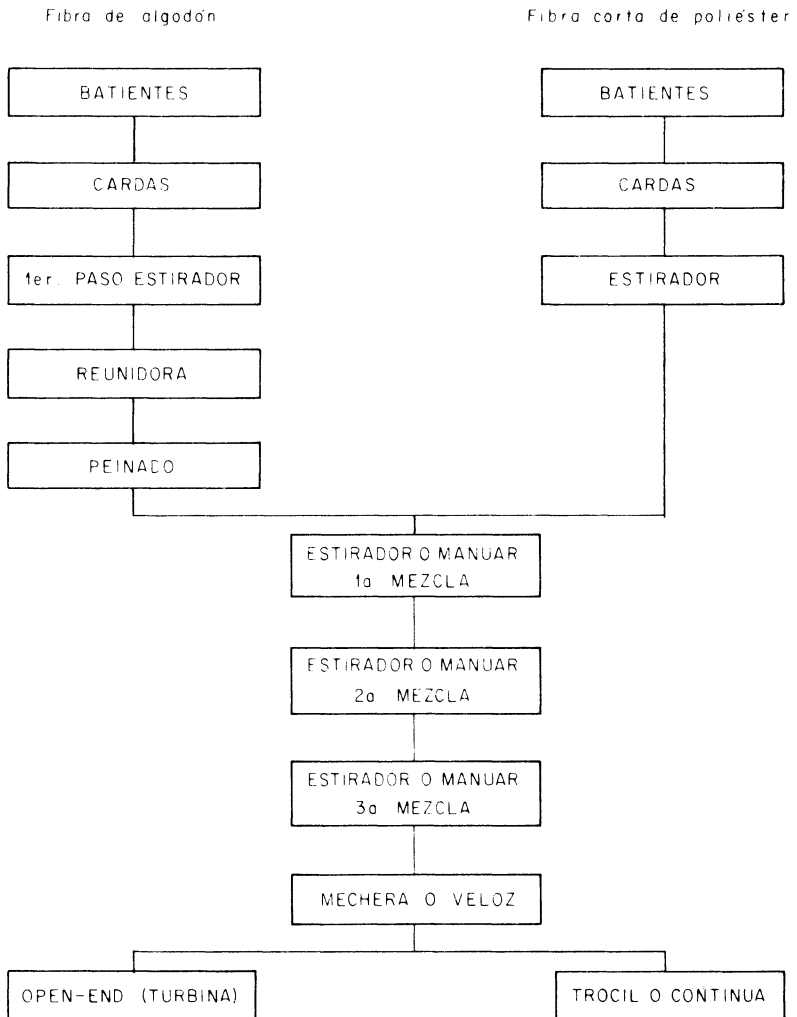 Fibra de algodón
Fibra corta de poliéster
BATIENTES
BATIENTES
CARDAS
CARDAS
1er. PASO ESTIRADOR
ESTIRADOR
REUNIDORA
PEINADO
ESTIRADOR O MANUAR
1a MEZCLA
ESTIRADOR O MANUAR
2a MEZCLA
ESTIRADOR O MANUAR
3a MEZCLA
MECHERA O VELOZ
OPEN-END (TURBINA)
TROCIL O CONTINUA